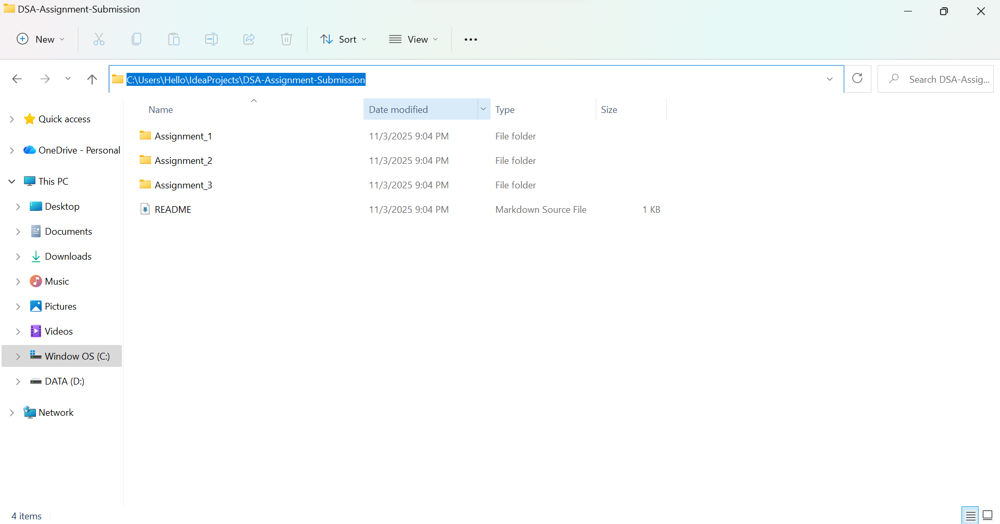 DSA-Assignment-Submission
New
Sort
View
C:\Users\Hello\IdeaProjects\DSA-Assignment-Submission
Search DSA-Assig...
Name Date modified Type Size
Quick access
OneDrive - Personal
This PC
Desktop
Documents
Downloads
Music
Pictures
Videos
Window OS (C:)
DATA (D:)
Network
Assignment_1 11/3/2025 9:04 PM File folder
Assignment_2 11/3/2025 9:04 PM File folder
Assignment_3 11/3/2025 9:04 PM File folder
README 11/3/2025 9:04 PM Markdown Source File 1 KB
4 items